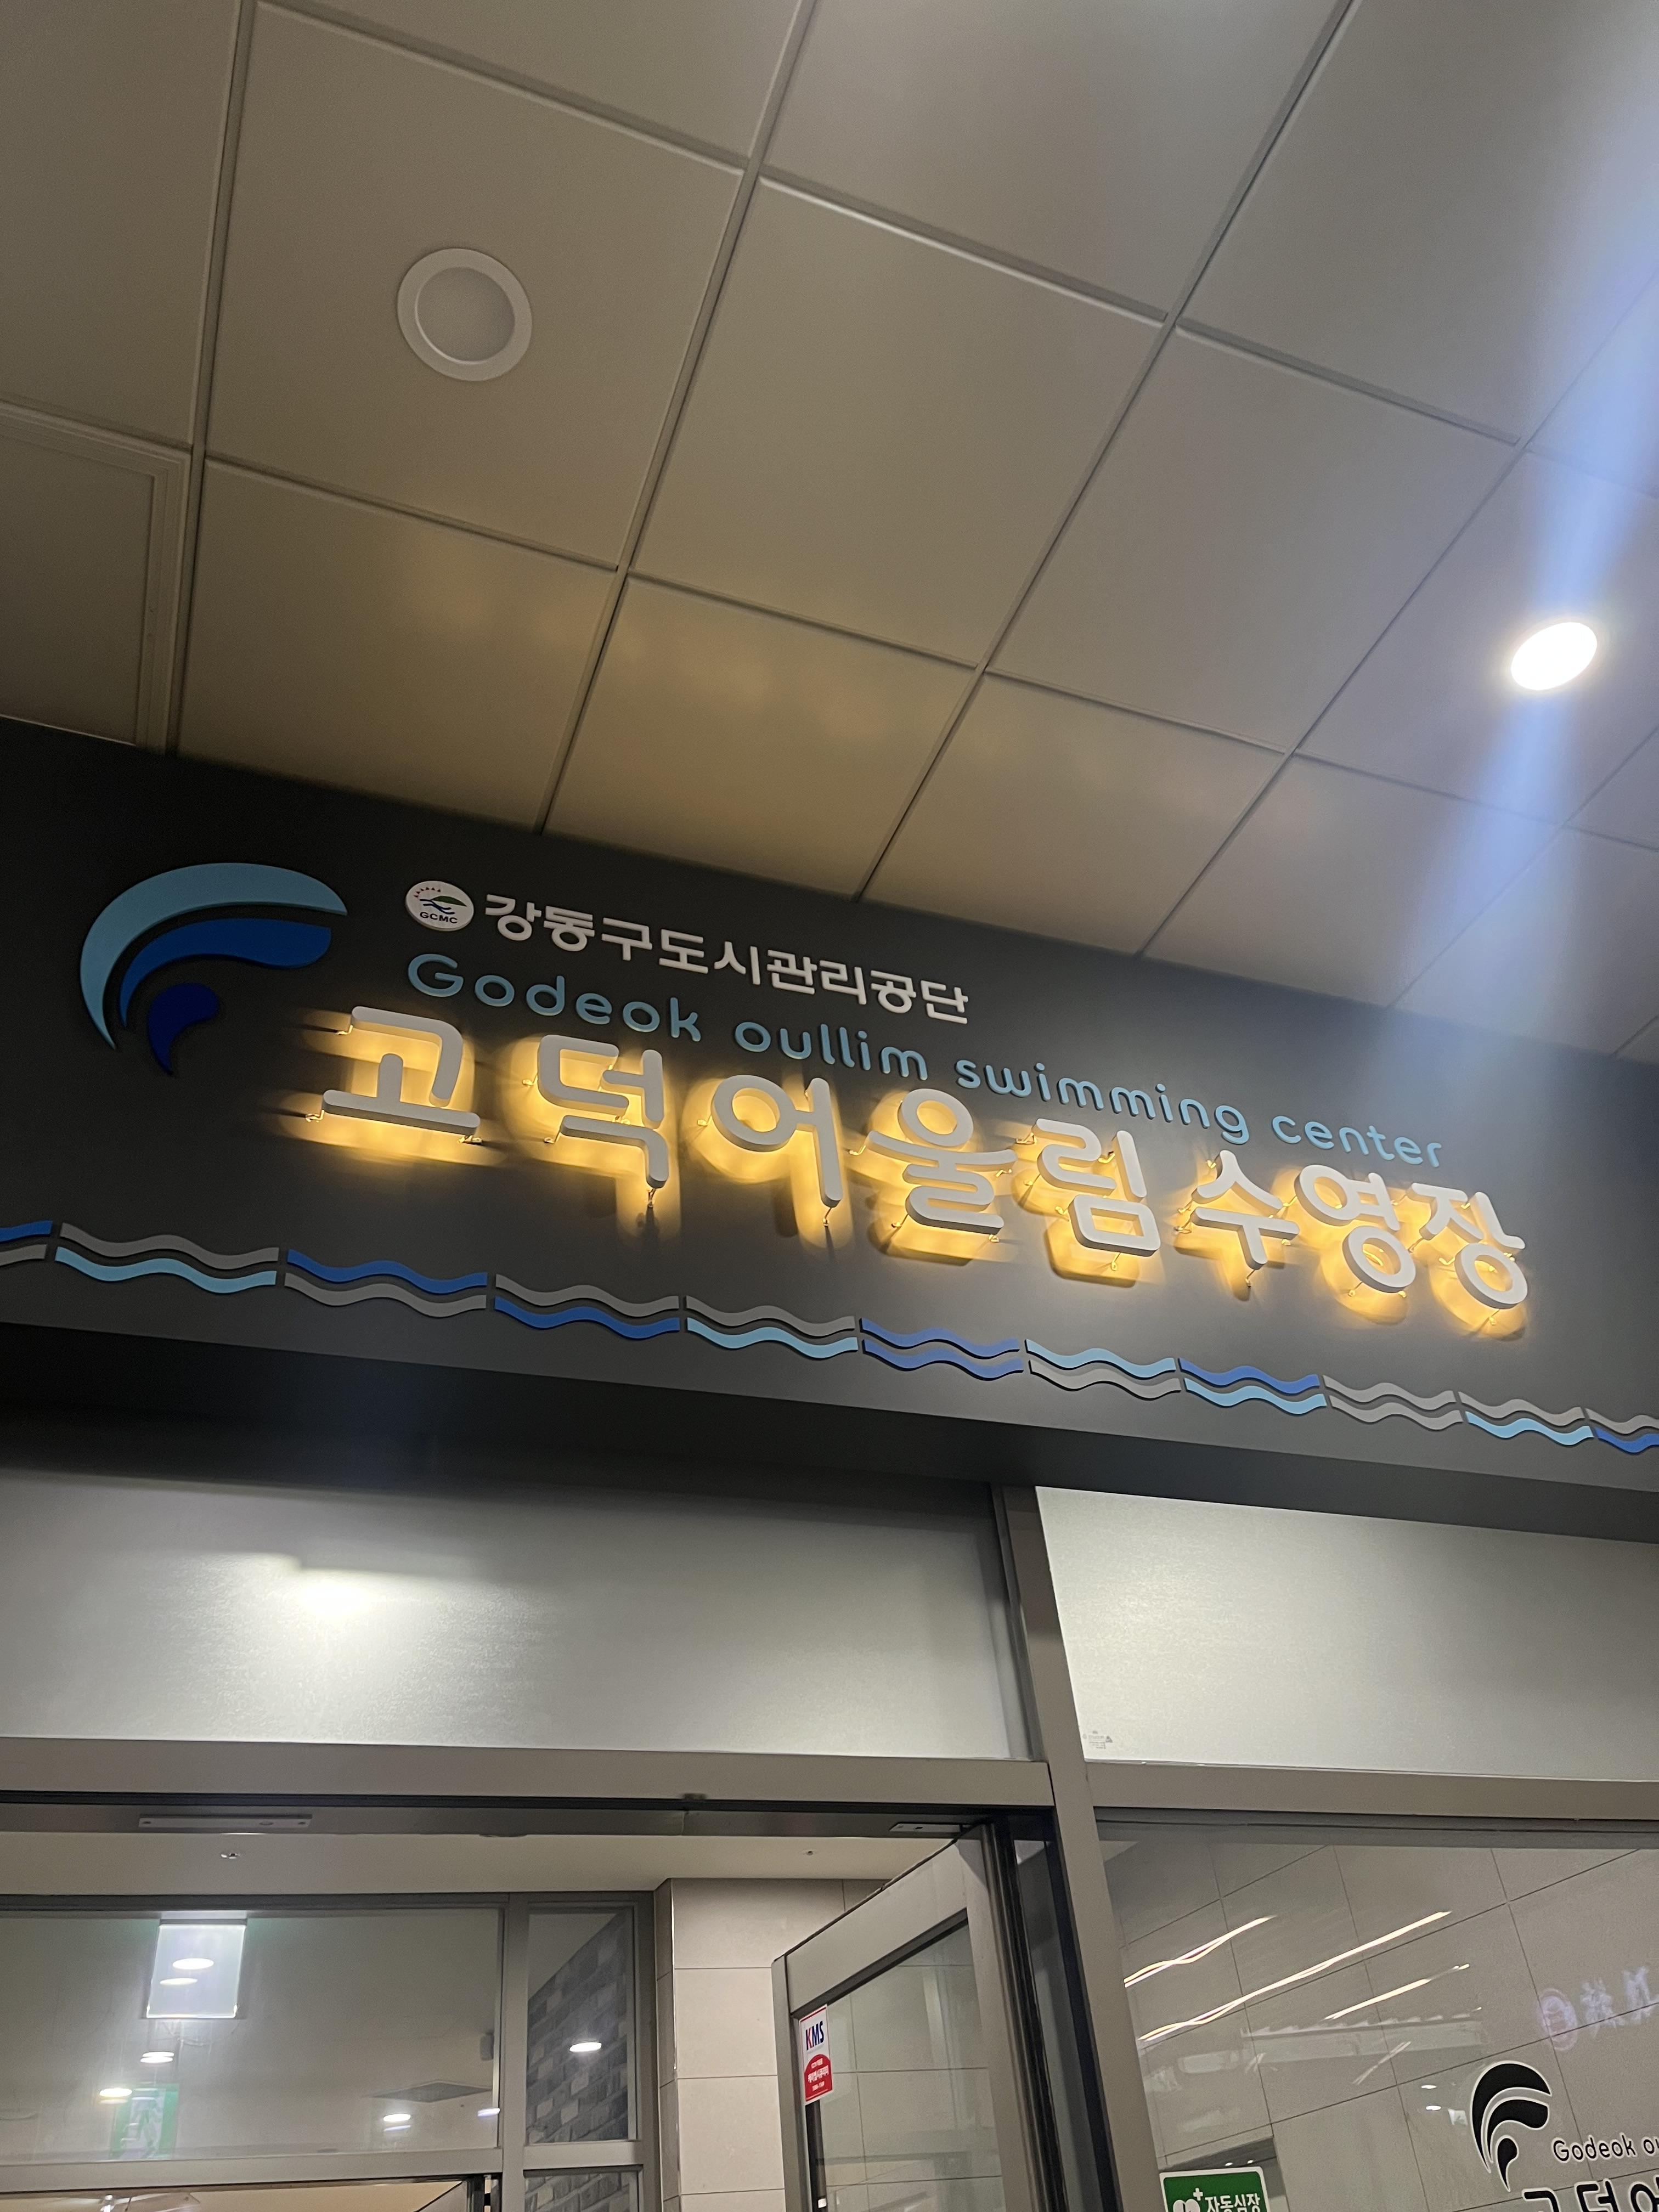 GCMC 강동구도시관리공단
Godeok oullim swimming center
고덕어울림수영장
KMS
Godeok
자동심장